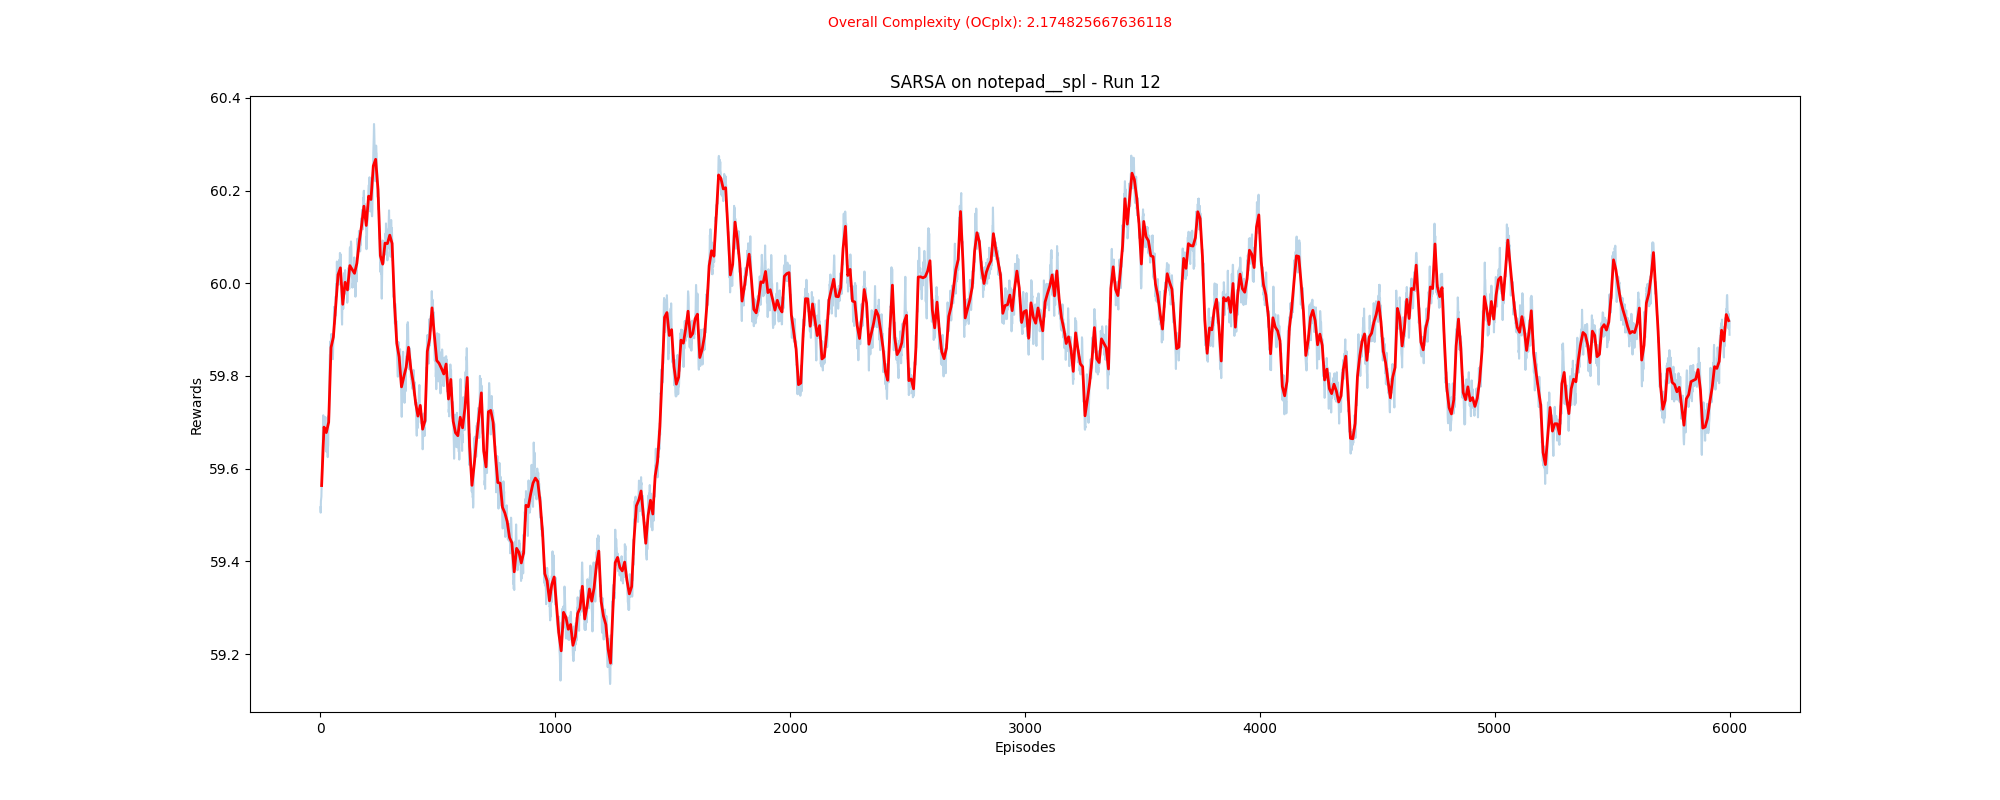 Overall Complexity (OCplx): 2.174825667636118
SARSA on notepad__spl - Run 12
60.4
60.2
60.0
59.8
59.6
59.4
59.2
Rewards
0 1000 2000 3000 4000 5000 6000
Episodes